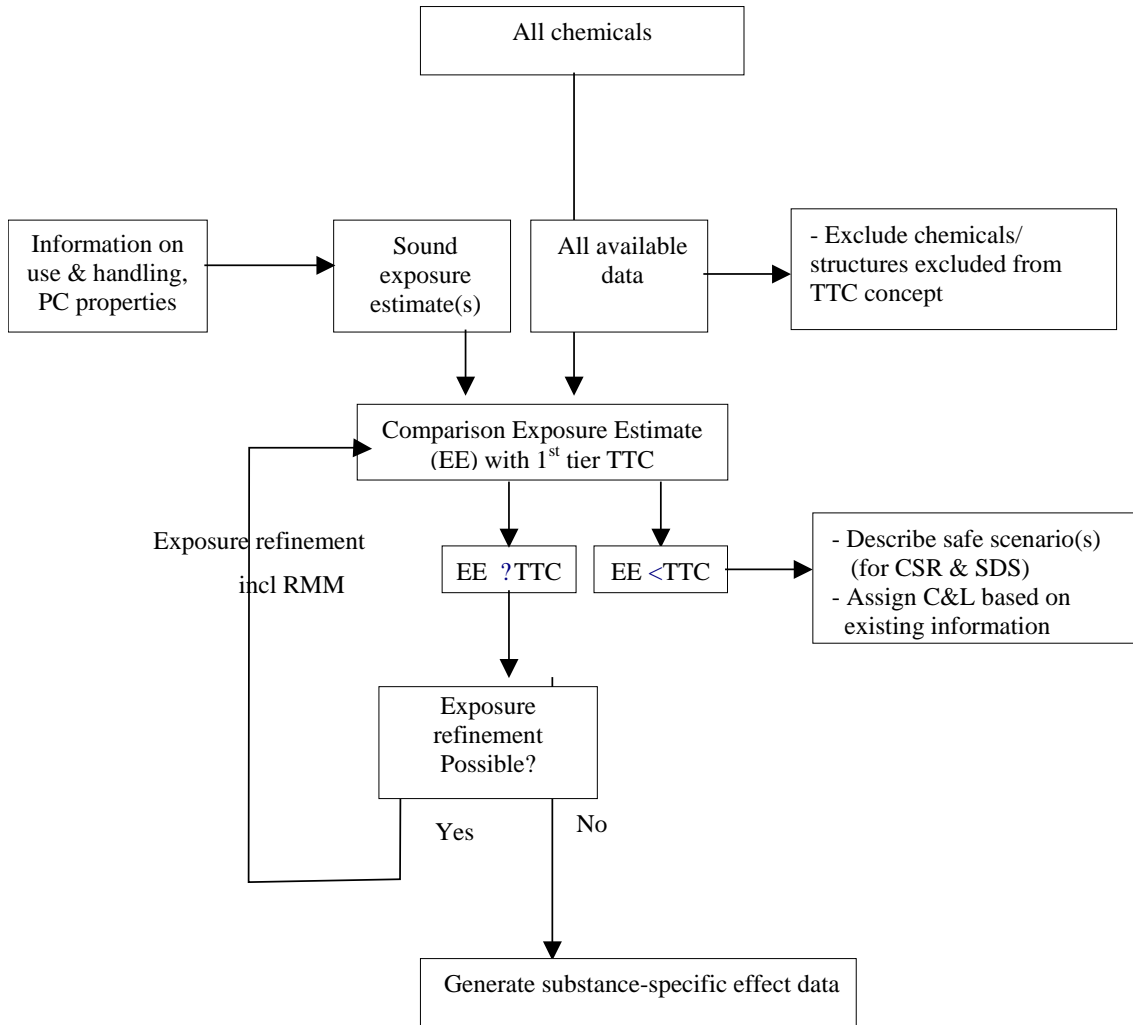 All chemicals
Information on
use & handling,
PC properties
Sound
exposure
estimate(s)
All available
data
- Exclude chemicals/
structures excluded from
TTC concept
Comparison Exposure Estimate
(EE) with 1st tier TTC
Exposure refinement
incl RMM
EE ?TTC
EE <TTC
- Describe safe scenario(s)
(for CSR & SDS)
- Assign C&L based on
existing information
Exposure
refinement
Possible?
Yes
No
Generate substance-specific effect data